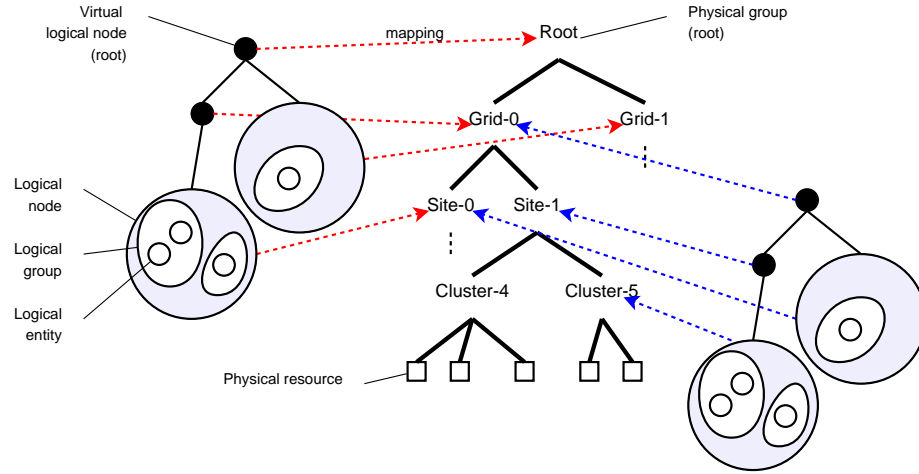 Virtual
logical node
(root)
mapping
Root
Physical group
(root)
Grid-0
Grid-1
Logical
node
Site-0
Site-1
Logical
group
Logical
entity
Cluster-4
Cluster-5
Physical resource